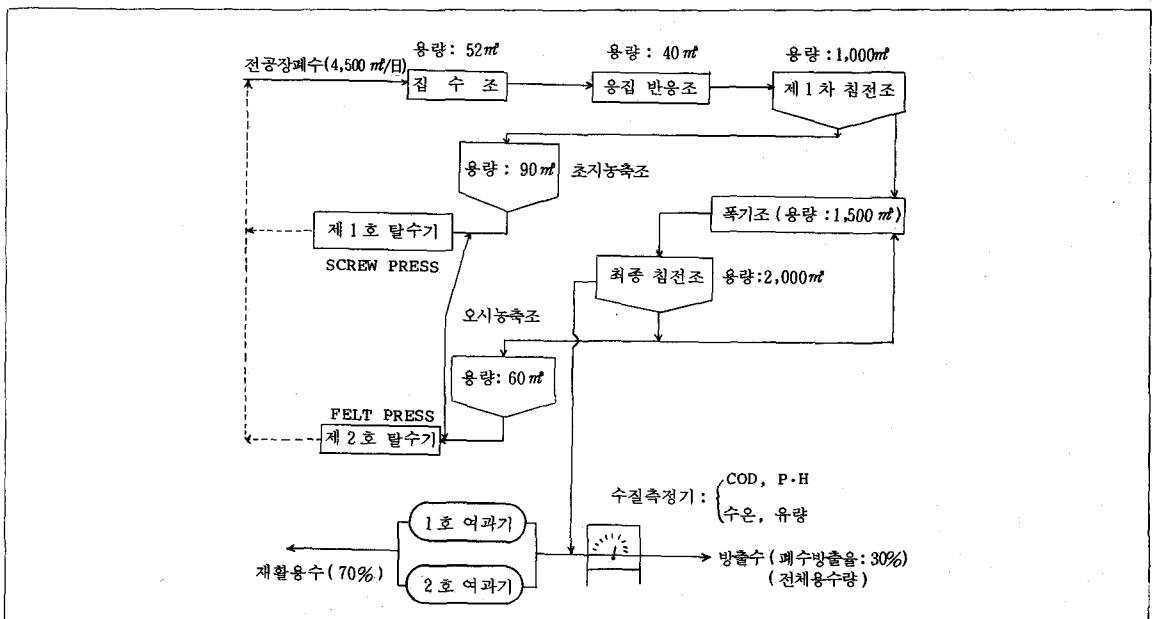 용량: 52㎥
용량: 40㎥
용량:1,000㎥
전공장폐수(4,500㎥/日)
집 수 조
응집 반응조
제1차 침전조
용량: 90㎥
초지농축조
폭기조(용량:1,500㎥)
제1호 탈수기
SCREW PRESS
최종 침전조
용량:2,000㎥
오시농축조
용량: 60㎥
FELT PRESS
제2호 탈수기
수질측정기:
COD, P·H
수온, 유량
1호 여과기
재활용수(70%)
2호 여과기
방출수(폐수방출율:30%)
(전체용수량)